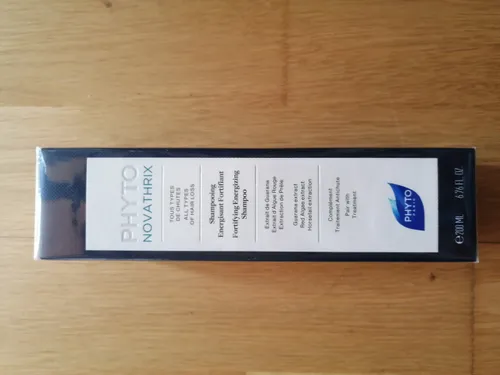 PHYTO
NOVATHRIX
TOUS TYPES
DE CHUTES
ALL TYPES
OF HAIR LOSS
Shampooing
Energisant Fortifiant
Fortifying Energizing
Shampoo
Extrait de Guarana
Extrait d'Algue Rouge
Extraction de Prêle
Guarana extract
Red Algae extract
Horsetail extraction
Complément
Traitement Antichute
Pair with
Treatment
PHYTO
PARIS
℮200 ML 6.76 FL. OZ